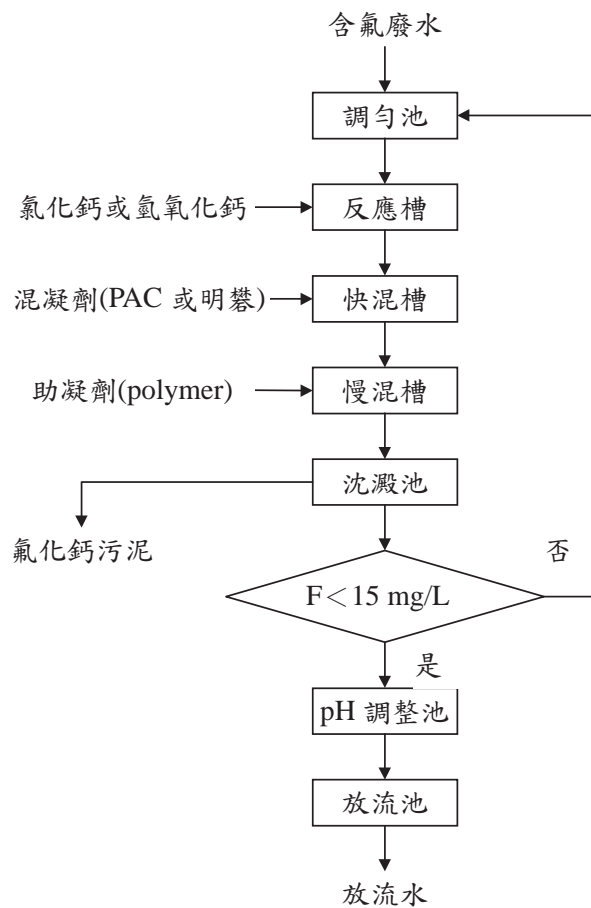 含氟廢水
調勻池
氯化鈣或氫氧化鈣
反應槽
混凝劑(PAC 或明礬)
快混槽
助凝劑(polymer)
慢混槽
沈澱池
氟化鈣污泥
否
F＜15 mg/L
是
pH 調整池
放流池
放流水